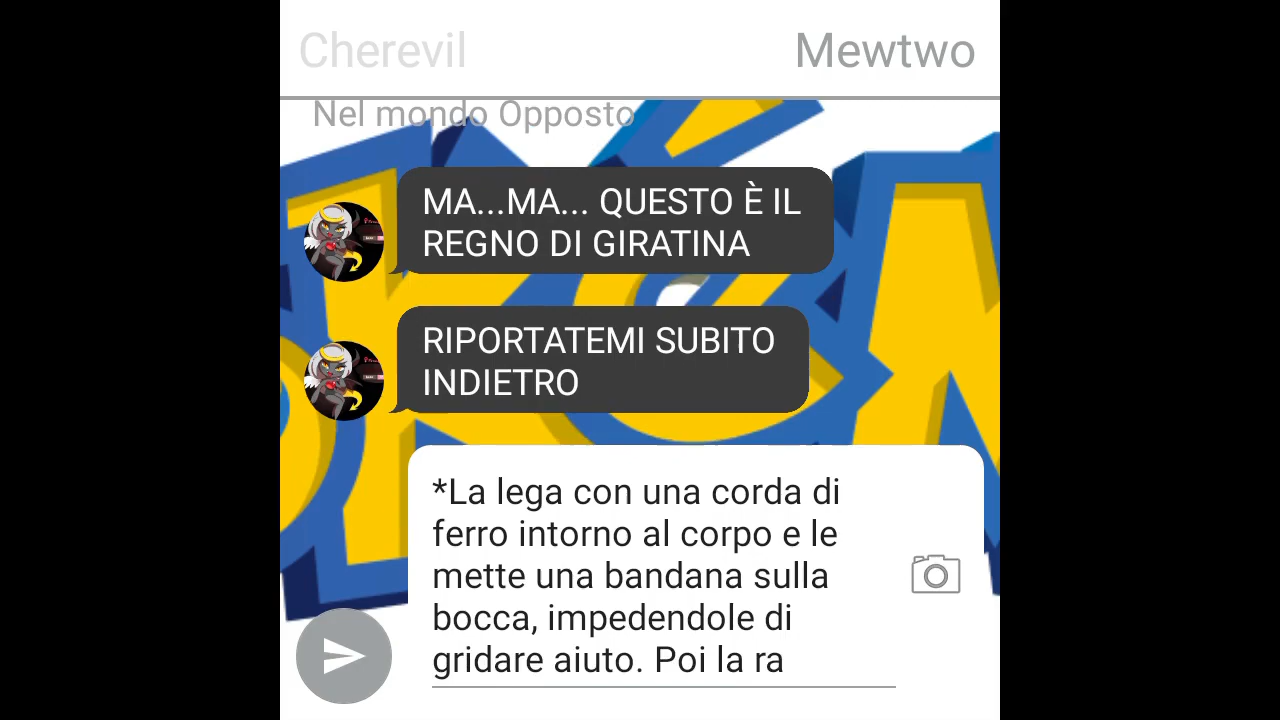 Cherevil
Mewtwo
Nel mondo Opposto
MA...MA... QUESTO È IL
REGNO DI GIRATINA
RIPORTATEMI SUBITO
INDIETRO
*La lega con una corda di
ferro intorno al corpo e le
mette una bandana sulla
bocca, impedendole di
gridare aiuto. Poi la ra